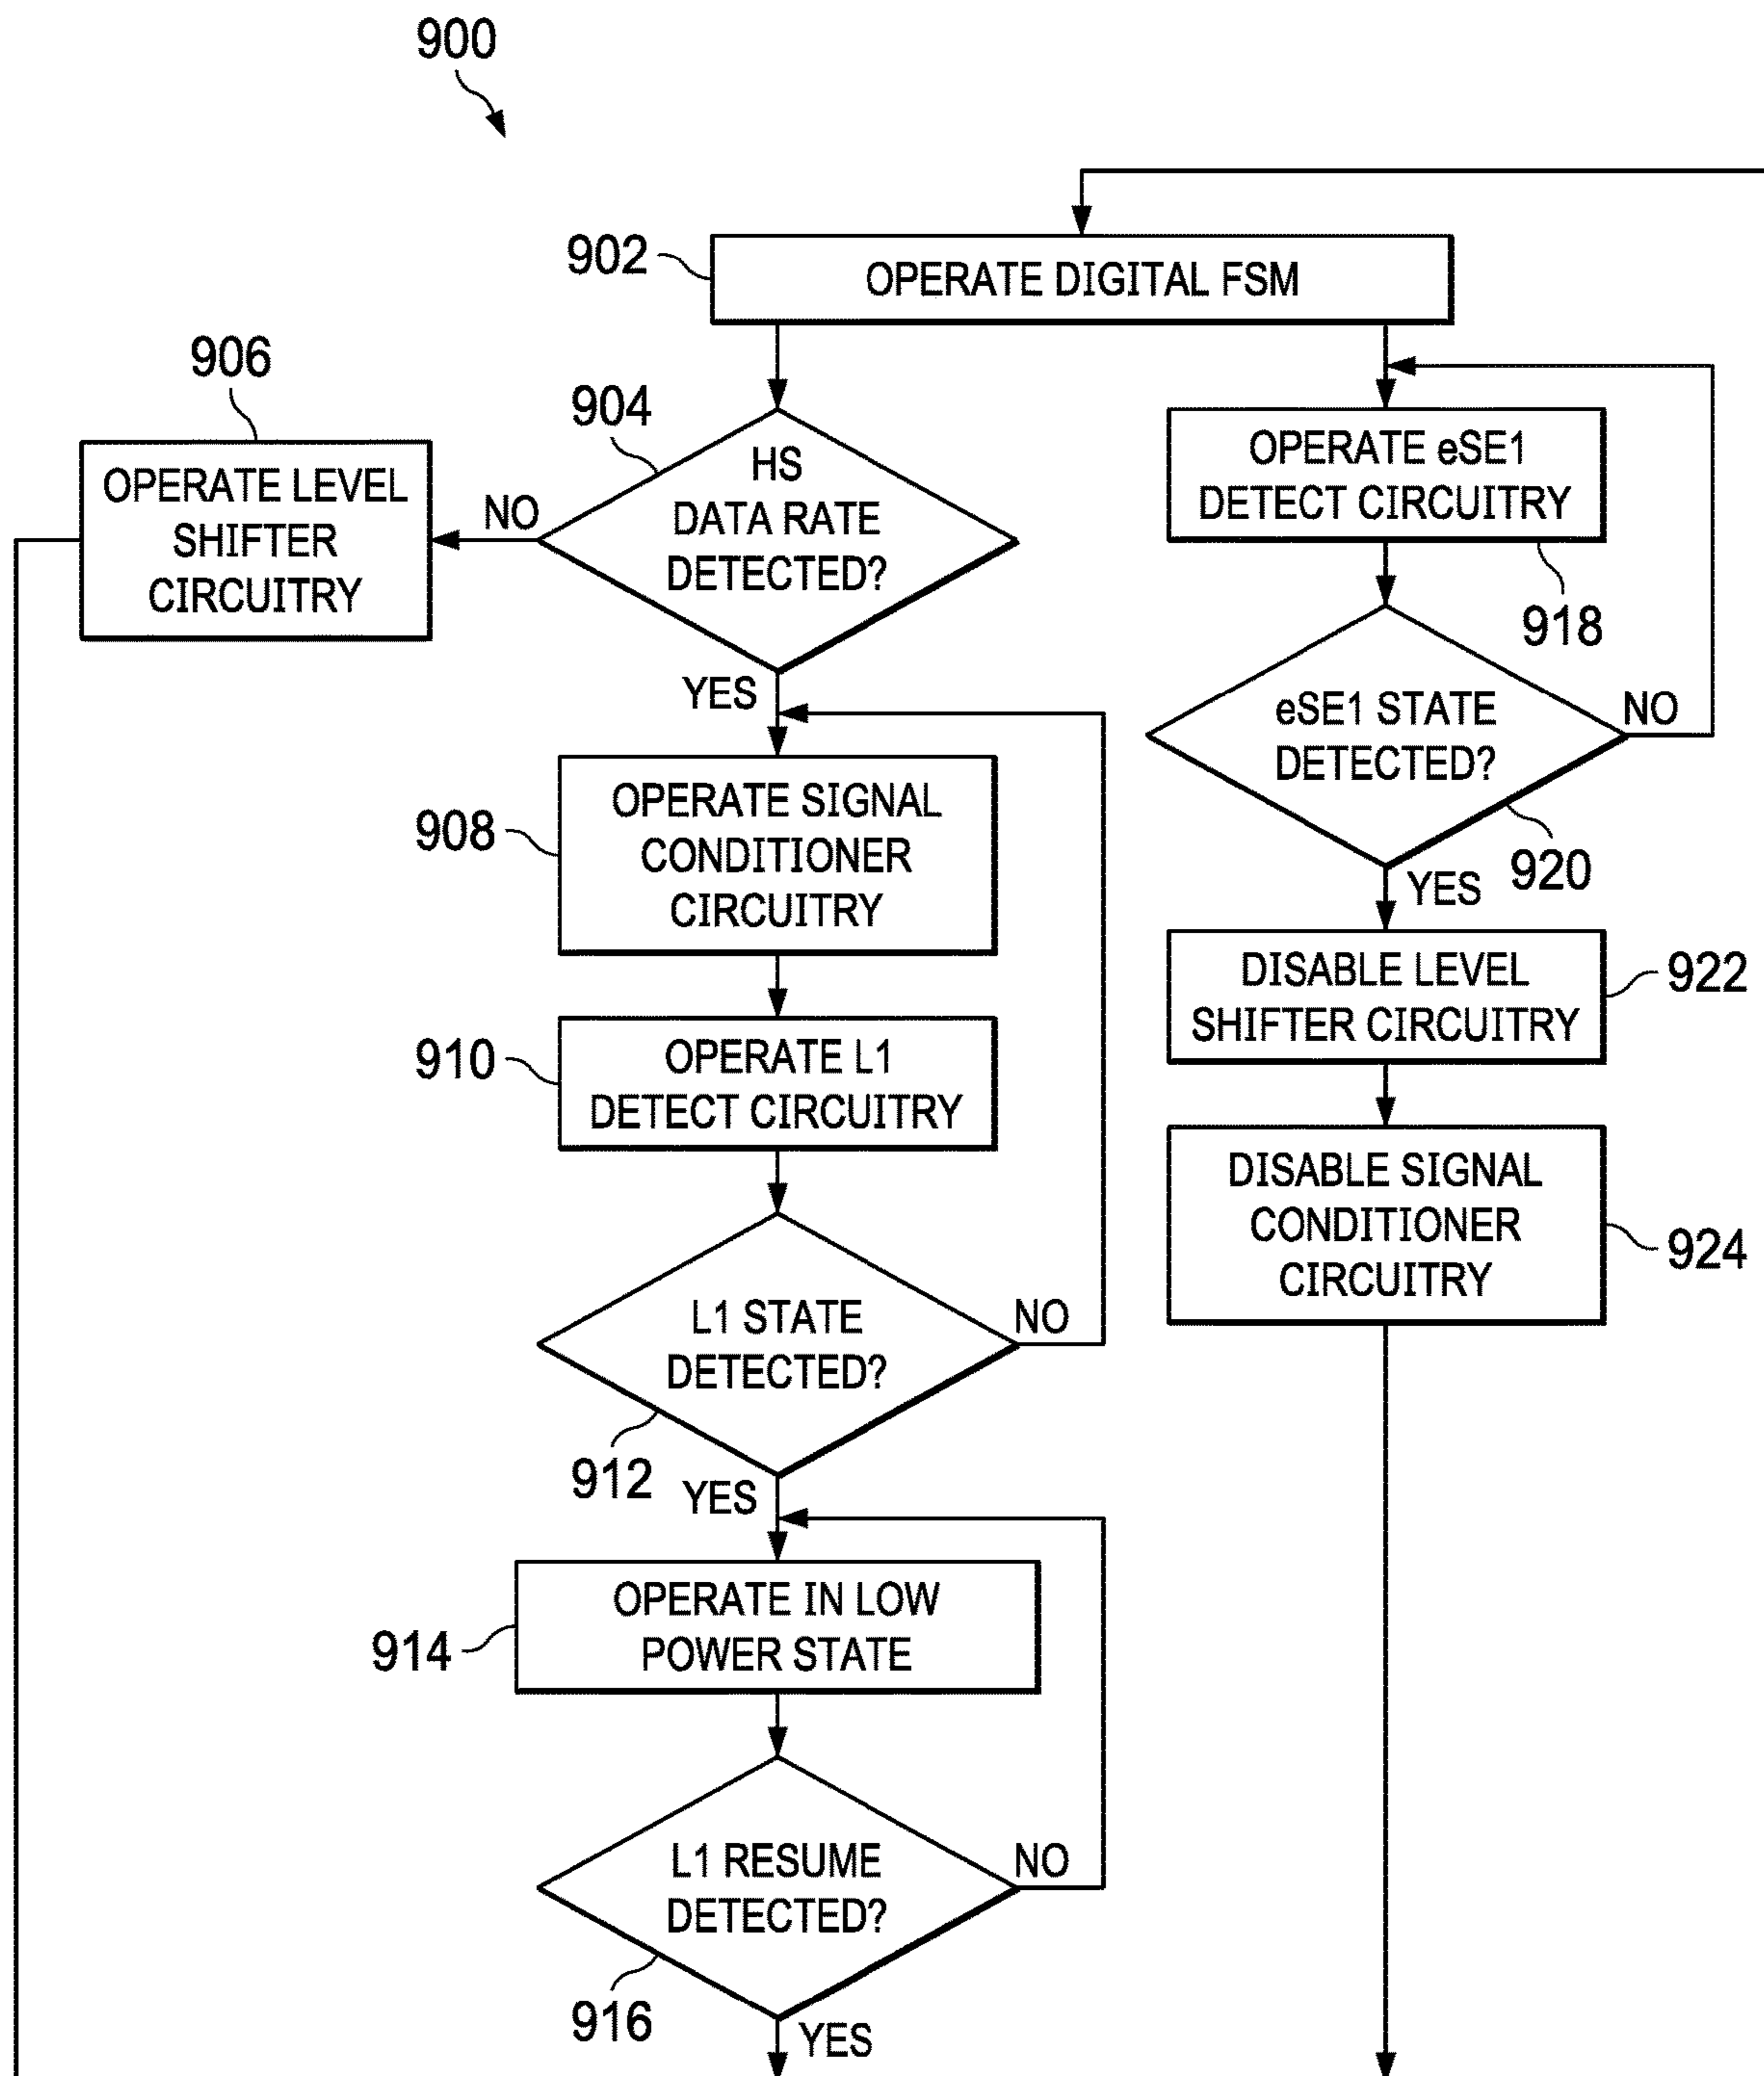 900
902
OPERATE DIGITAL FSM
906
OPERATE LEVEL
SHIFTER
CIRCUITRY
904
HS
DATA RATE
DETECTED?
NO
YES
908
OPERATE SIGNAL
CONDITIONER
CIRCUITRY
910
OPERATE L1
DETECT CIRCUITRY
L1 STATE
DETECTED?
NO
912
YES
914
OPERATE IN LOW
POWER STATE
L1 RESUME
DETECTED?
NO
916
YES
OPERATE eSE1
DETECT CIRCUITRY
918
eSE1 STATE
DETECTED?
NO
920
YES
DISABLE LEVEL
SHIFTER CIRCUITRY
922
DISABLE SIGNAL
CONDITIONER
CIRCUITRY
924